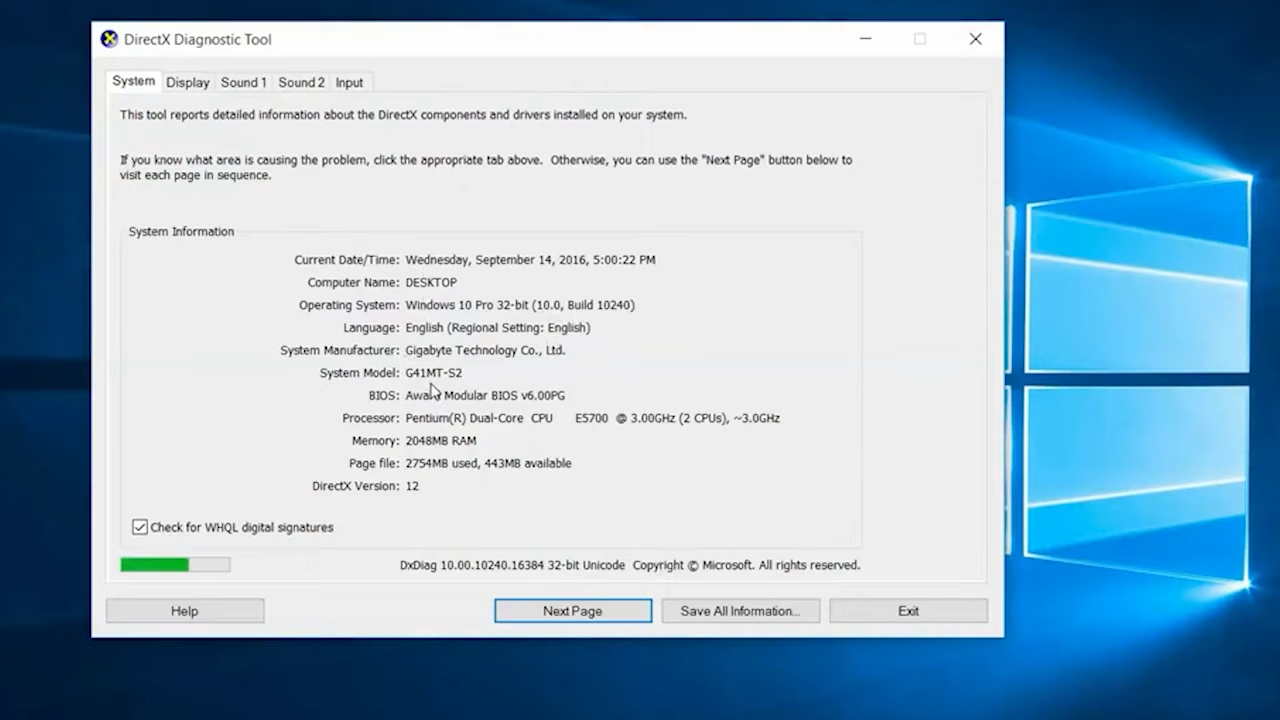 DirectX Diagnostic Tool
System Display Sound 1 Sound 2 Input
This tool reports detailed information about the DirectX components and drivers installed on your system.
If you know what area is causing the problem, click the appropriate tab above. Otherwise, you can use the "Next Page" button below to
visit each page in sequence.
System Information
Current Date/Time: Wednesday, September 14, 2016, 5:00:22 PM
Computer Name: DESKTOP
Operating System: Windows 10 Pro 32-bit (10.0, Build 10240)
Language: English (Regional Setting: English)
System Manufacturer: Gigabyte Technology Co., Ltd.
System Model: G41MT-S2
BIOS: Award Modular BIOS v6.00PG
Processor: Pentium(R) Dual-Core CPU E5700 @ 3.00GHz (2 CPUs), ~3.0GHz
Memory: 2048MB RAM
Page file: 2754MB used, 443MB available
DirectX Version: 12
Check for WHQL digital signatures
DxDiag 10.00.10240.16384 32-bit Unicode Copyright © Microsoft. All rights reserved.
Help Next Page Save All Information... Exit